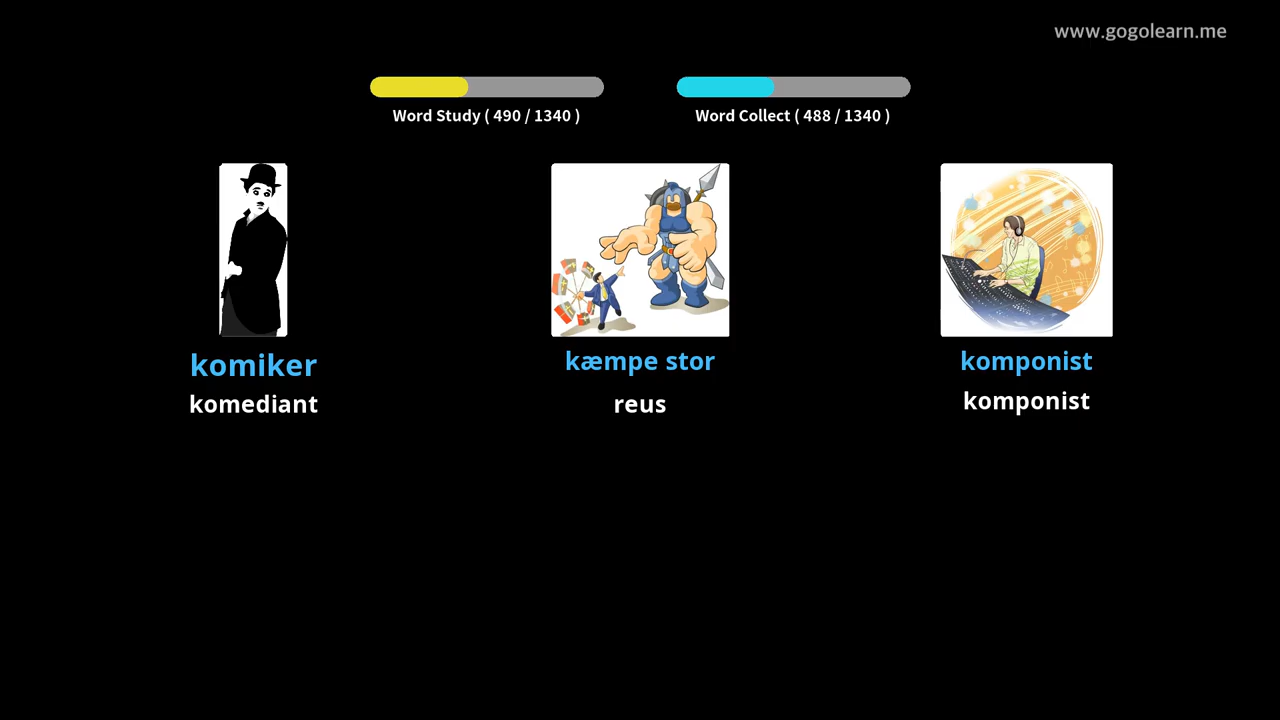 www.gogolearn.me
Word Study ( 490 / 1340 )
Word Collect ( 488 / 1340 )
komiker
kæmpe stor
komponist
komediant
reus
komponist